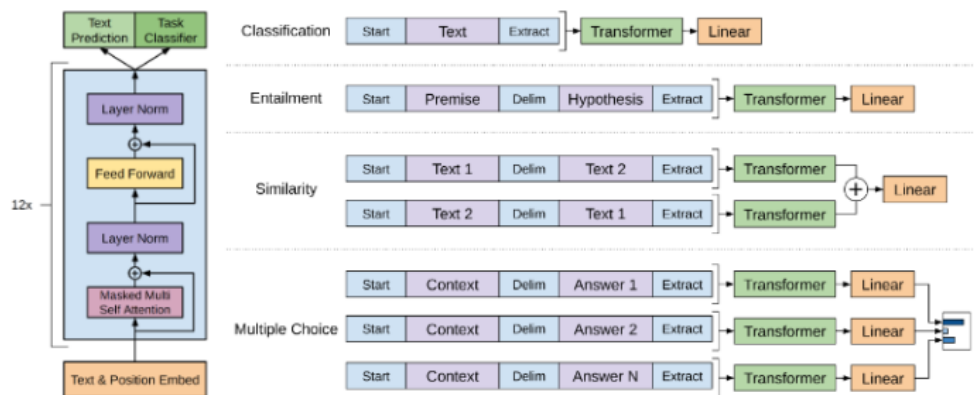 Text Prediction
Task Classifier
Layer Norm
Feed Forward
12x
Layer Norm
Masked Multi Self Attention
Text & Position Embed
Classification Start Text Extract Transformer Linear
Entailment Start Premise Delim Hypothesis Extract Transformer Linear
Similarity
Start Text 1 Delim Text 2 Extract Transformer
+ Linear
Start Text 2 Delim Text 1 Extract Transformer
Multiple Choice
Start Context Delim Answer 1 Extract Transformer Linear
Start Context Delim Answer 2 Extract Transformer Linear
Start Context Delim Answer N Extract Transformer Linear